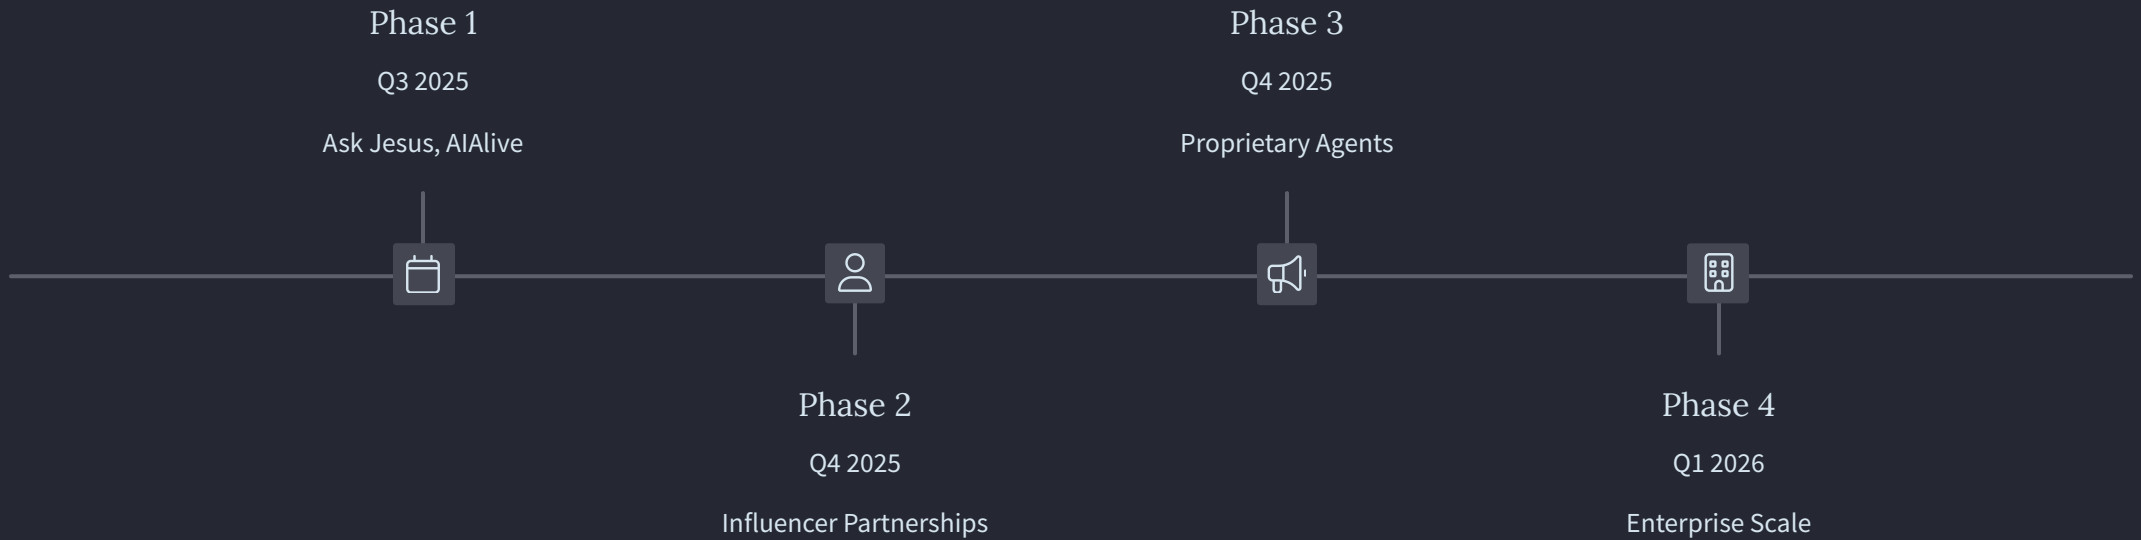 Phase 1
Q3 2025
Ask Jesus, AIAlive
Phase 2
Q4 2025
Influencer Partnerships
Phase 3
Q4 2025
Proprietary Agents
Phase 4
Q1 2026
Enterprise Scale